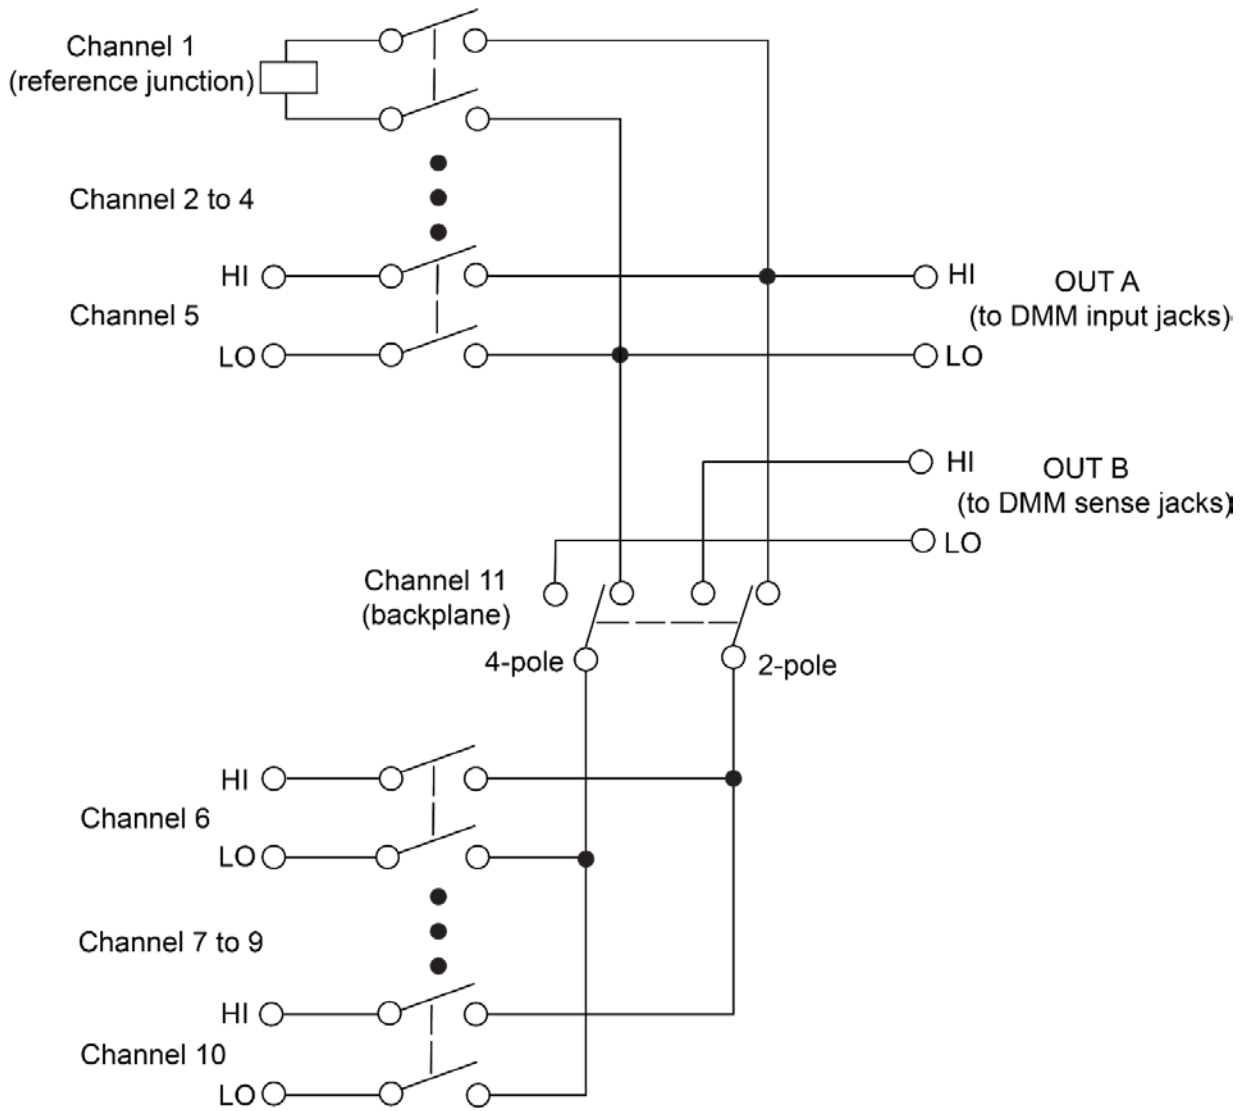 Channel 1
(reference junction)
Channel 2 to 4
HI
Channel 5
LO
HI
OUT A
(to DMM input jacks)
LO
HI
OUT B
(to DMM sense jacks)
LO
Channel 11
(backplane)
4-pole
2-pole
HI
Channel 6
LO
Channel 7 to 9
HI
Channel 10
LO